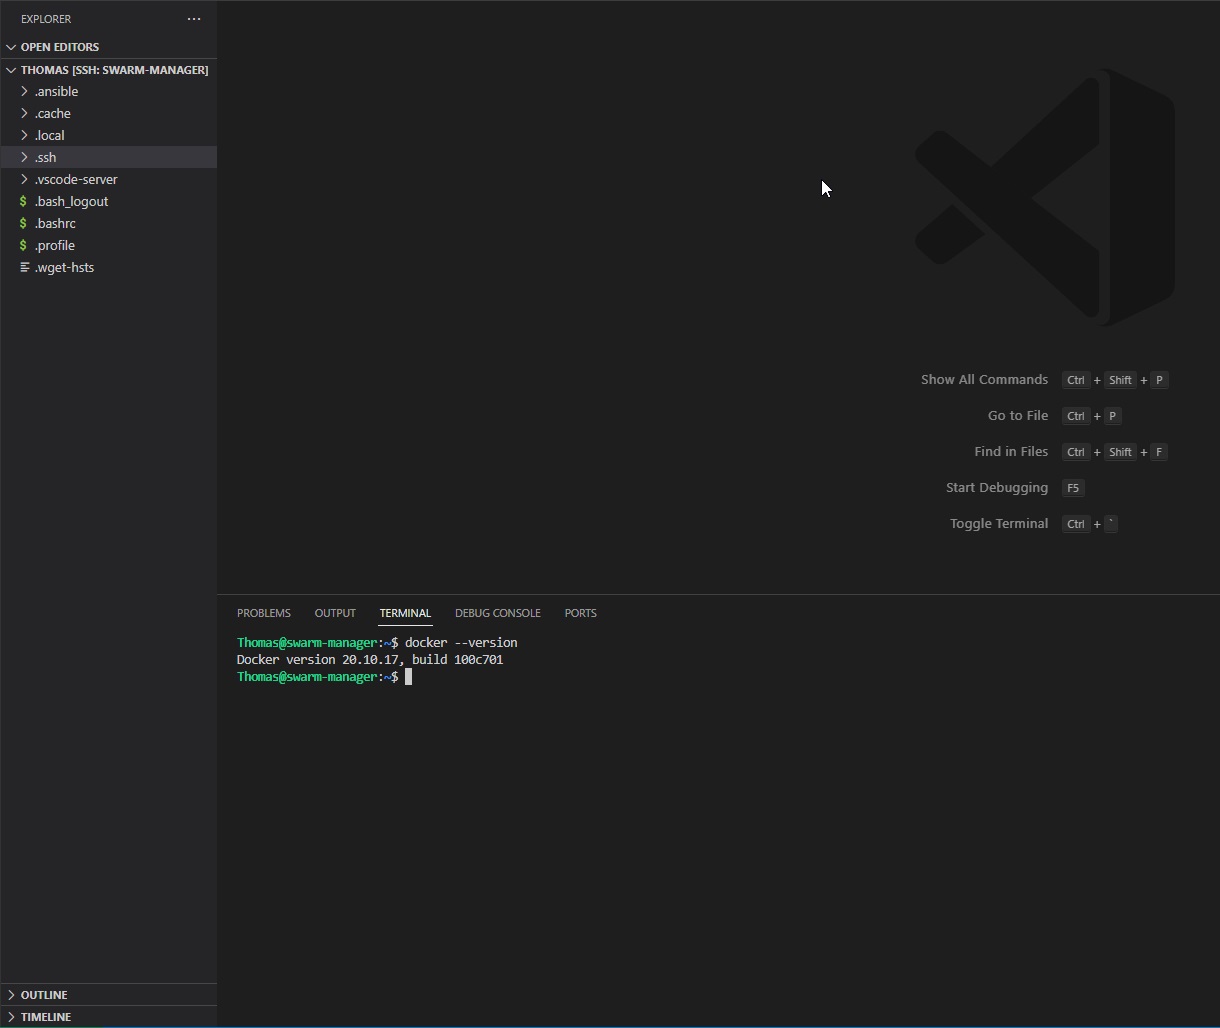 EXPLORER ···
OPEN EDITORS
THOMAS [SSH: SWARM-MANAGER]
.ansible
.cache
.local
.ssh
.vscode-server
$ .bash_logout
$ .bashrc
$ .profile
.wget-hsts
OUTLINE
TIMELINE
Show All Commands Ctrl + Shift + P
Go to File Ctrl + P
Find in Files Ctrl + Shift + F
Start Debugging F5
Toggle Terminal Ctrl + `
PROBLEMS OUTPUT TERMINAL DEBUG CONSOLE PORTS
Thomas@swarm-manager:~$ docker --version
Docker version 20.10.17, build 100c701
Thomas@swarm-manager:~$